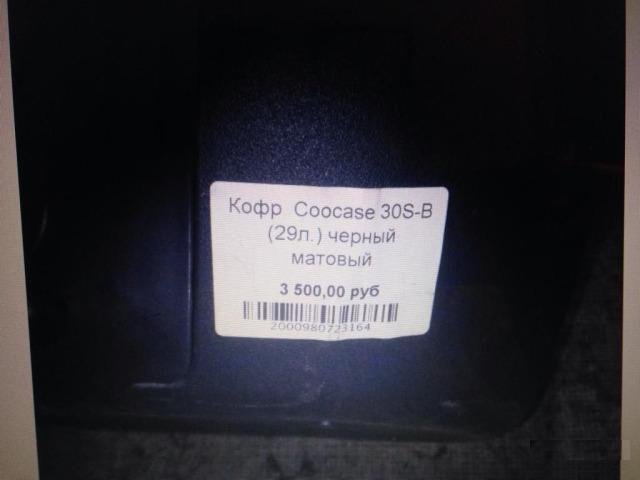 Кофр Coocase 30S-B
(29л.) черный
матовый
3 500,00 руб
2000980723164